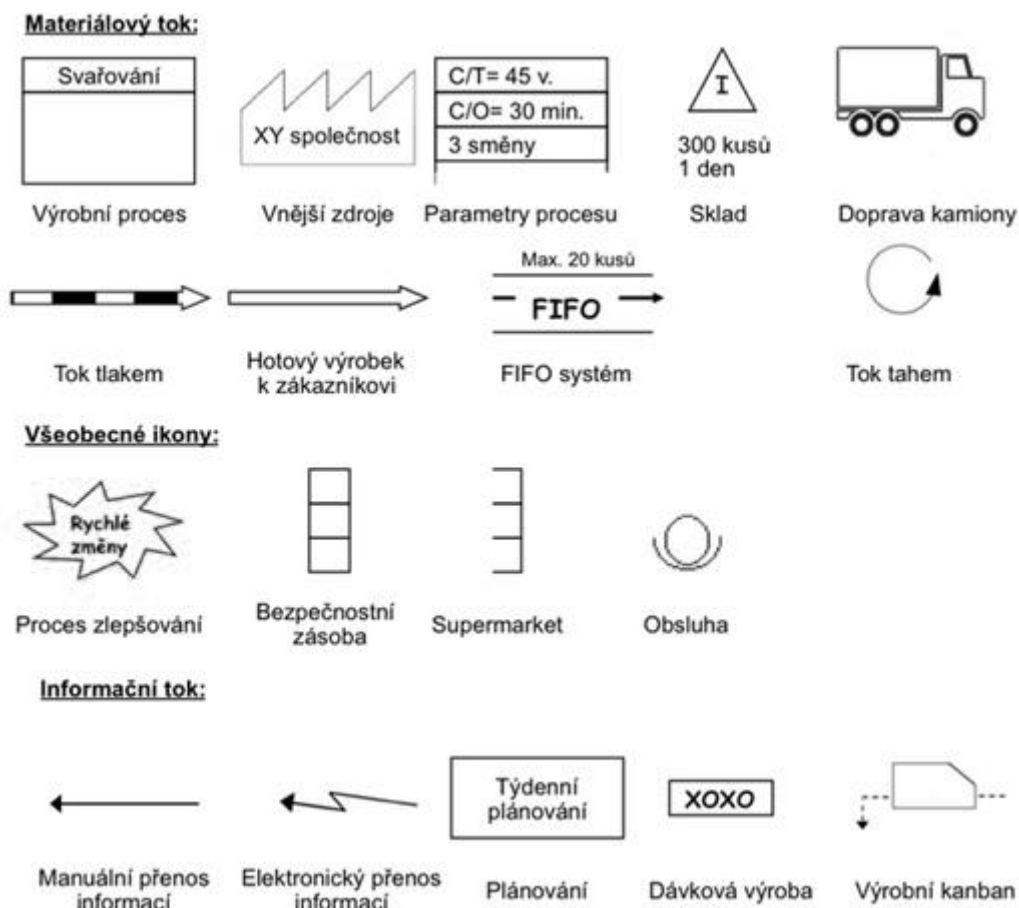 Materiálový tok:
Svařování
XY společnost
C/T= 45 v.
C/O= 30 min.
3 směny
I
300 kusů
1 den
Výrobní proces
Vnější zdroje
Parametry procesu
Sklad
Doprava kamiony
Max. 20 kusů
FIFO
Tok tlakem
Hotový výrobek
k zákazníkovi
FIFO systém
Tok tahem
Všeobecné ikony:
Rychlé
změny
Proces zlepšování
Bezpečnostní
zásoba
Supermarket
Obsluha
Informační tok:
Týdenní
plánování
XOXO
Manuální přenos
informací
Elektronický přenos
informací
Plánování
Dávková výroba
Výrobní kanban